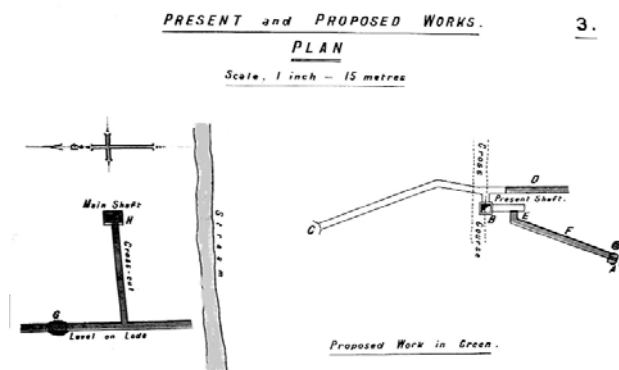 PRESENT and PROPOSED WORKS.
3.
PLAN
Scale, 1 inch — 15 metres
Main Shaft
H
Cross-cut
G
Level on Lode
Stream
Cross
Course
D
Present Shaft.
B
E
F
C
Proposed Work in Green.